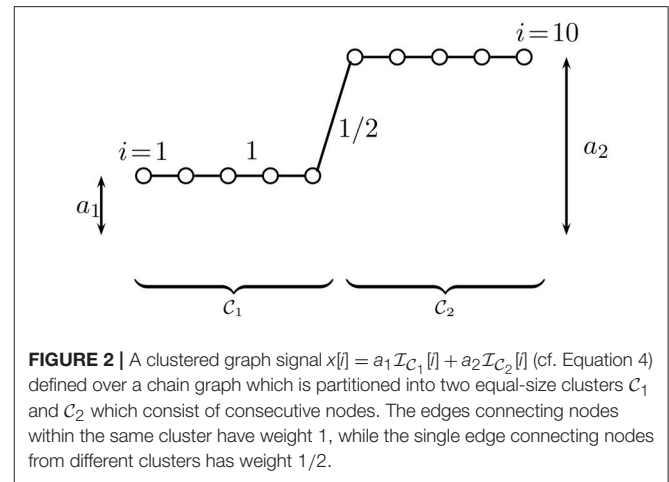 i=10
1/2
i=1
1
a₂
a₁
C₁
C₂
FIGURE 2 | A clustered graph signal x[i] = a₁I_C₁[i] + a₂I_C₂[i] (cf. Equation 4)
defined over a chain graph which is partitioned into two equal-size clusters C₁
and C₂ which consist of consecutive nodes. The edges connecting nodes
within the same cluster have weight 1, while the single edge connecting nodes
from different clusters has weight 1/2.